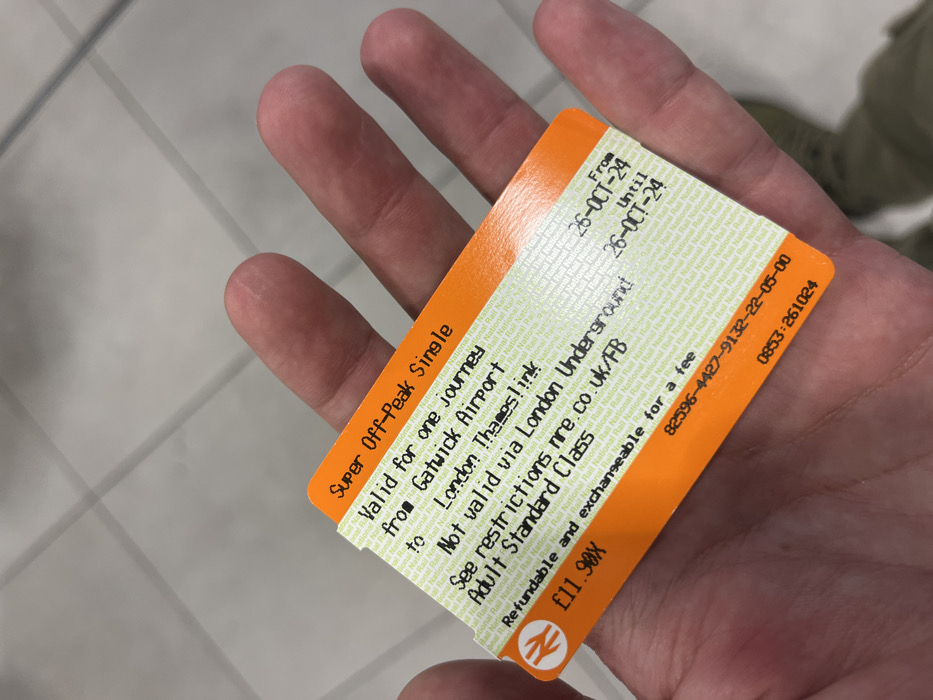 Super Off-Peak Single
Valid for one journey From Until
from Gatwick Airport 26-OCT-24 26-OCT-24
to London Thameslink
Not valid via London Underground
See restrictions nre.co.uk/FB
Adult Standard Class
Refundable and exchangeable for a fee
82596-4427-9132-22-05-00
£11.90X 0853:261024